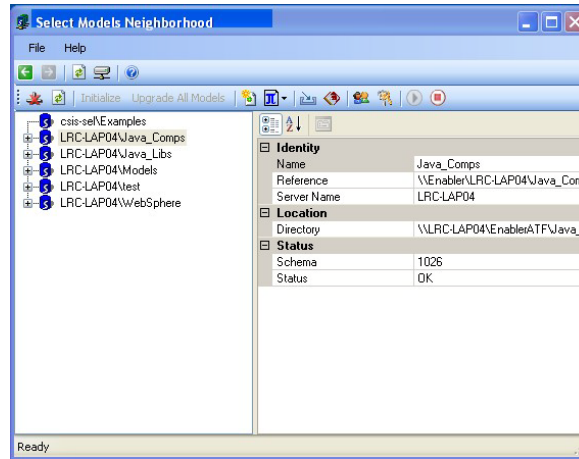 Select Models Neighborhood
File Help
Initialize Upgrade All Models
csis-sel\Examples
LRC-LAP04\Java_Comps
LRC-LAP04\Java_Libs
LRC-LAP04\Models
LRC-LAP04\test
LRC-LAP04\WebSphere
Identity
Name Java_Comps
Reference \\Enabler\LRC-LAP04\Java_Com
Server Name LRC-LAP04
Location
Directory \\LRC-LAP04\EnablerATF\Java_
Status
Schema 1026
Status OK
Ready